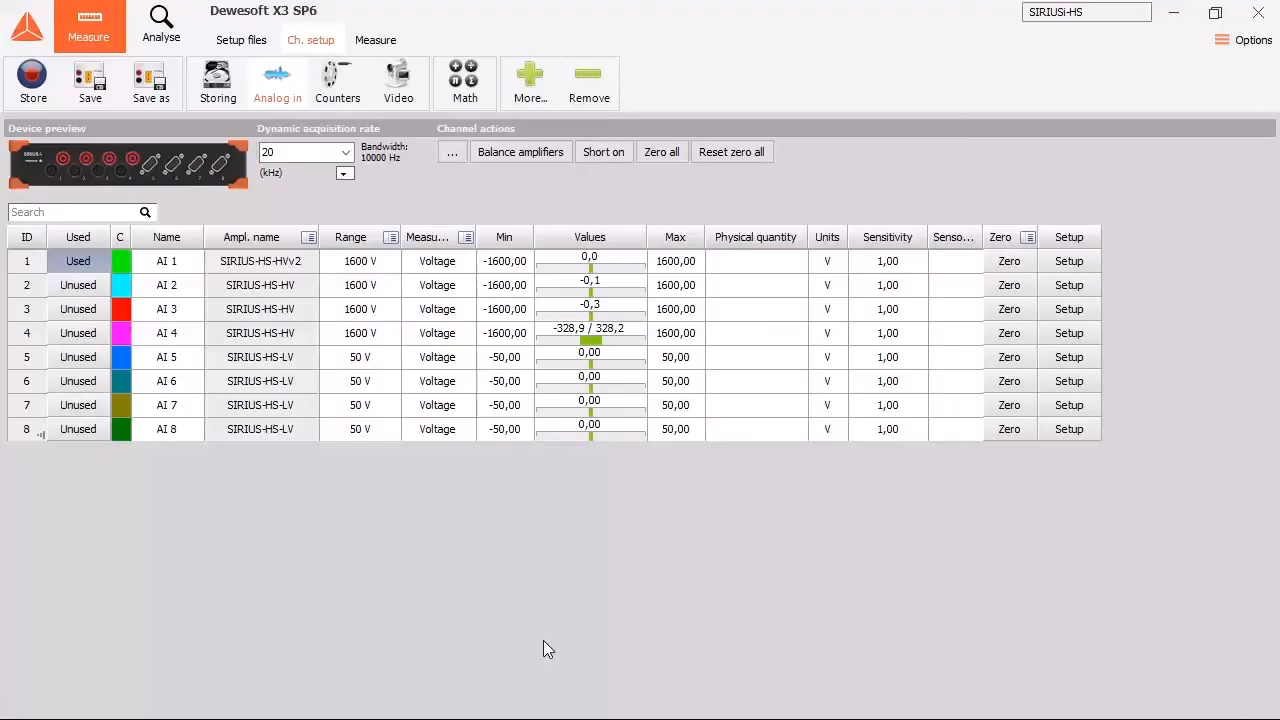 Dewesoft X3 SP6
SIRIUSi-HS
Measure
Analyse
Setup files
Ch. setup
Measure
Options
Store
Save
Save as
Storing
Analog in
Counters
Video
Math
More...
Remove
Device preview
Dynamic acquisition rate
Channel actions
20
Bandwidth:
10000 Hz
(kHz)
...
Balance amplifiers
Short on
Zero all
Reset zero all
Search
ID Used C Name Ampl. name Range Measu... Min Values Max Physical quantity Units Sensitivity Senso... Zero Setup
1 Used AI 1 SIRIUS-HS-HVv2 1600 V Voltage -1600,00 0,0 1600,00 V 1,00 Zero Setup
2 Unused AI 2 SIRIUS-HS-HV 1600 V Voltage -1600,00 -0,1 1600,00 V 1,00 Zero Setup
3 Unused AI 3 SIRIUS-HS-HV 1600 V Voltage -1600,00 -0,3 1600,00 V 1,00 Zero Setup
4 Unused AI 4 SIRIUS-HS-HV 1600 V Voltage -1600,00 -328,9 / 328,2 1600,00 V 1,00 Zero Setup
5 Unused AI 5 SIRIUS-HS-LV 50 V Voltage -50,00 0,00 50,00 V 1,00 Zero Setup
6 Unused AI 6 SIRIUS-HS-LV 50 V Voltage -50,00 0,00 50,00 V 1,00 Zero Setup
7 Unused AI 7 SIRIUS-HS-LV 50 V Voltage -50,00 0,00 50,00 V 1,00 Zero Setup
8 Unused AI 8 SIRIUS-HS-LV 50 V Voltage -50,00 0,00 50,00 V 1,00 Zero Setup